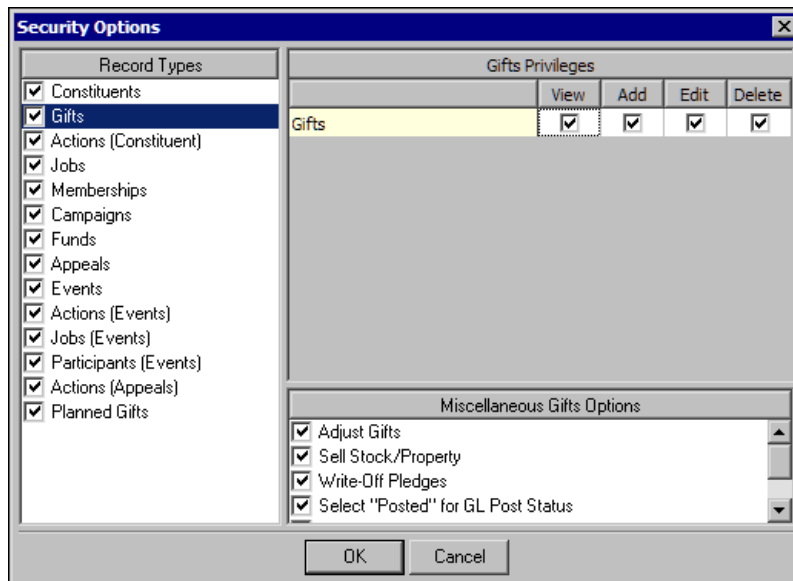 Security Options
Record Types
Constituents
Gifts
Actions (Constituent)
Jobs
Memberships
Campaigns
Funds
Appeals
Events
Actions (Events)
Jobs (Events)
Participants (Events)
Actions (Appeals)
Planned Gifts
Gifts Privileges
View Add Edit Delete
Gifts
Miscellaneous Gifts Options
Adjust Gifts
Sell Stock/Property
Write-Off Pledges
Select "Posted" for GL Post Status
OK Cancel